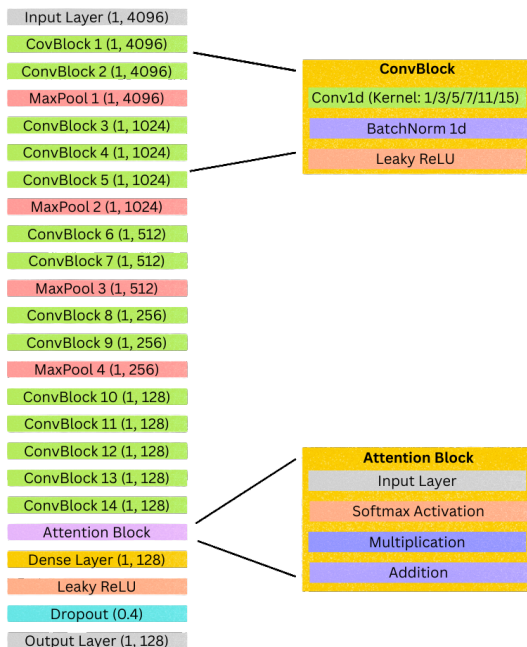 Input Layer (1, 4096)
CovBlock 1 (1, 4096)
ConvBlock 2 (1, 4096)
MaxPool 1 (1, 4096)
ConvBlock 3 (1, 1024)
ConvBlock 4 (1, 1024)
ConvBlock 5 (1, 1024)
MaxPool 2 (1, 1024)
ConvBlock 6 (1, 512)
ConvBlock 7 (1, 512)
MaxPool 3 (1, 512)
ConvBlock 8 (1, 256)
ConvBlock 9 (1, 256)
MaxPool 4 (1, 256)
ConvBlock 10 (1, 128)
ConvBlock 11 (1, 128)
ConvBlock 12 (1, 128)
ConvBlock 13 (1, 128)
ConvBlock 14 (1, 128)
Attention Block
Dense Layer (1, 128)
Leaky ReLU
Dropout (0.4)
Output Layer (1, 128)
ConvBlock
Conv1d (Kernel: 1/3/5/7/11/15)
BatchNorm 1d
Leaky ReLU
Attention Block
Input Layer
Softmax Activation
Multiplication
Addition